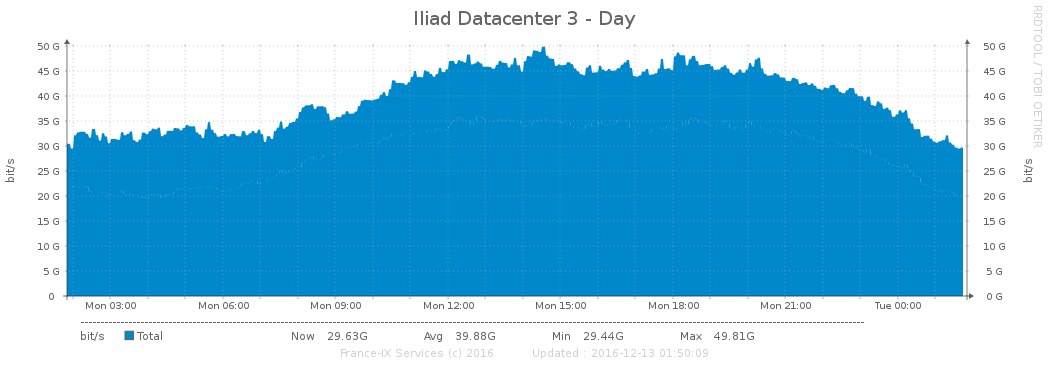 Iliad Datacenter 3 - Day
RRDTOOL / TOBI OETIKER
50 G 50 G
45 G 45 G
40 G 40 G
35 G 35 G
30 G 30 G
25 G 25 G
20 G 20 G
15 G 15 G
10 G 10 G
5 G 5 G
0 0 G
bit/s bit/s
Mon 03:00 Mon 06:00 Mon 09:00 Mon 12:00 Mon 15:00 Mon 18:00 Mon 21:00 Tue 00:00
bit/s Total Now 29.63G Avg 39.88G Min 29.44G Max 49.81G
France-IX Services (c) 2016 Updated : 2016-12-13 01:50:09